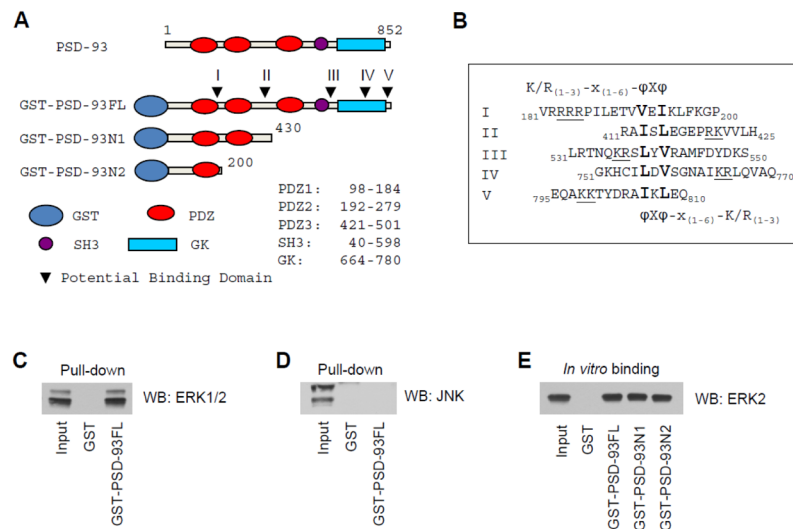 A
1 852
PSD-93
I II III IV V
GST-PSD-93FL
430
GST-PSD-93N1
200
GST-PSD-93N2
PDZ1: 98-184
PDZ2: 192-279
PDZ3: 421-501
SH3: 40-598
GK: 664-780
GST PDZ
SH3 GK
Potential Binding Domain
B
K/R(1-3)-x(1-6)-φXφ
I 181VRRRRPILETVVEIKLFKGP200
II 411RAISLEGEPRKVVLH425
III 531LRTNQKRSLYVRAMFDYDKS550
IV 751GKHCILDVSGNAIKRLQVAQ770
V 795EQAKKTYDRAIKLEQ810
φXφ-x(1-6)-K/R(1-3)
C
Pull-down
WB: ERK1/2
Input
GST
GST-PSD-93FL
D
Pull-down
WB: JNK
Input
GST
GST-PSD-93FL
E
In vitro binding
WB: ERK2
Input
GST
GST-PSD-93FL
GST-PSD-93N1
GST-PSD-93N2